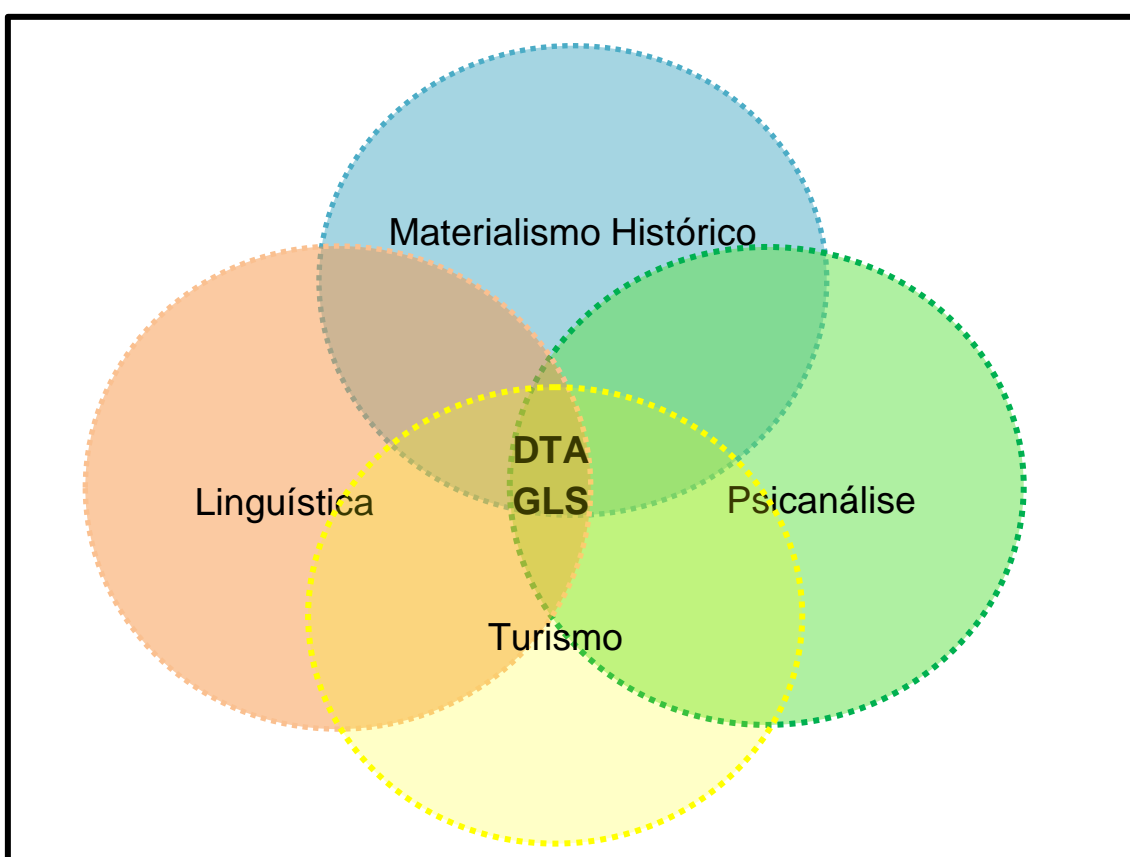 Materialismo Histórico
DTA
GLS
Linguística
Psicanálise
Turismo